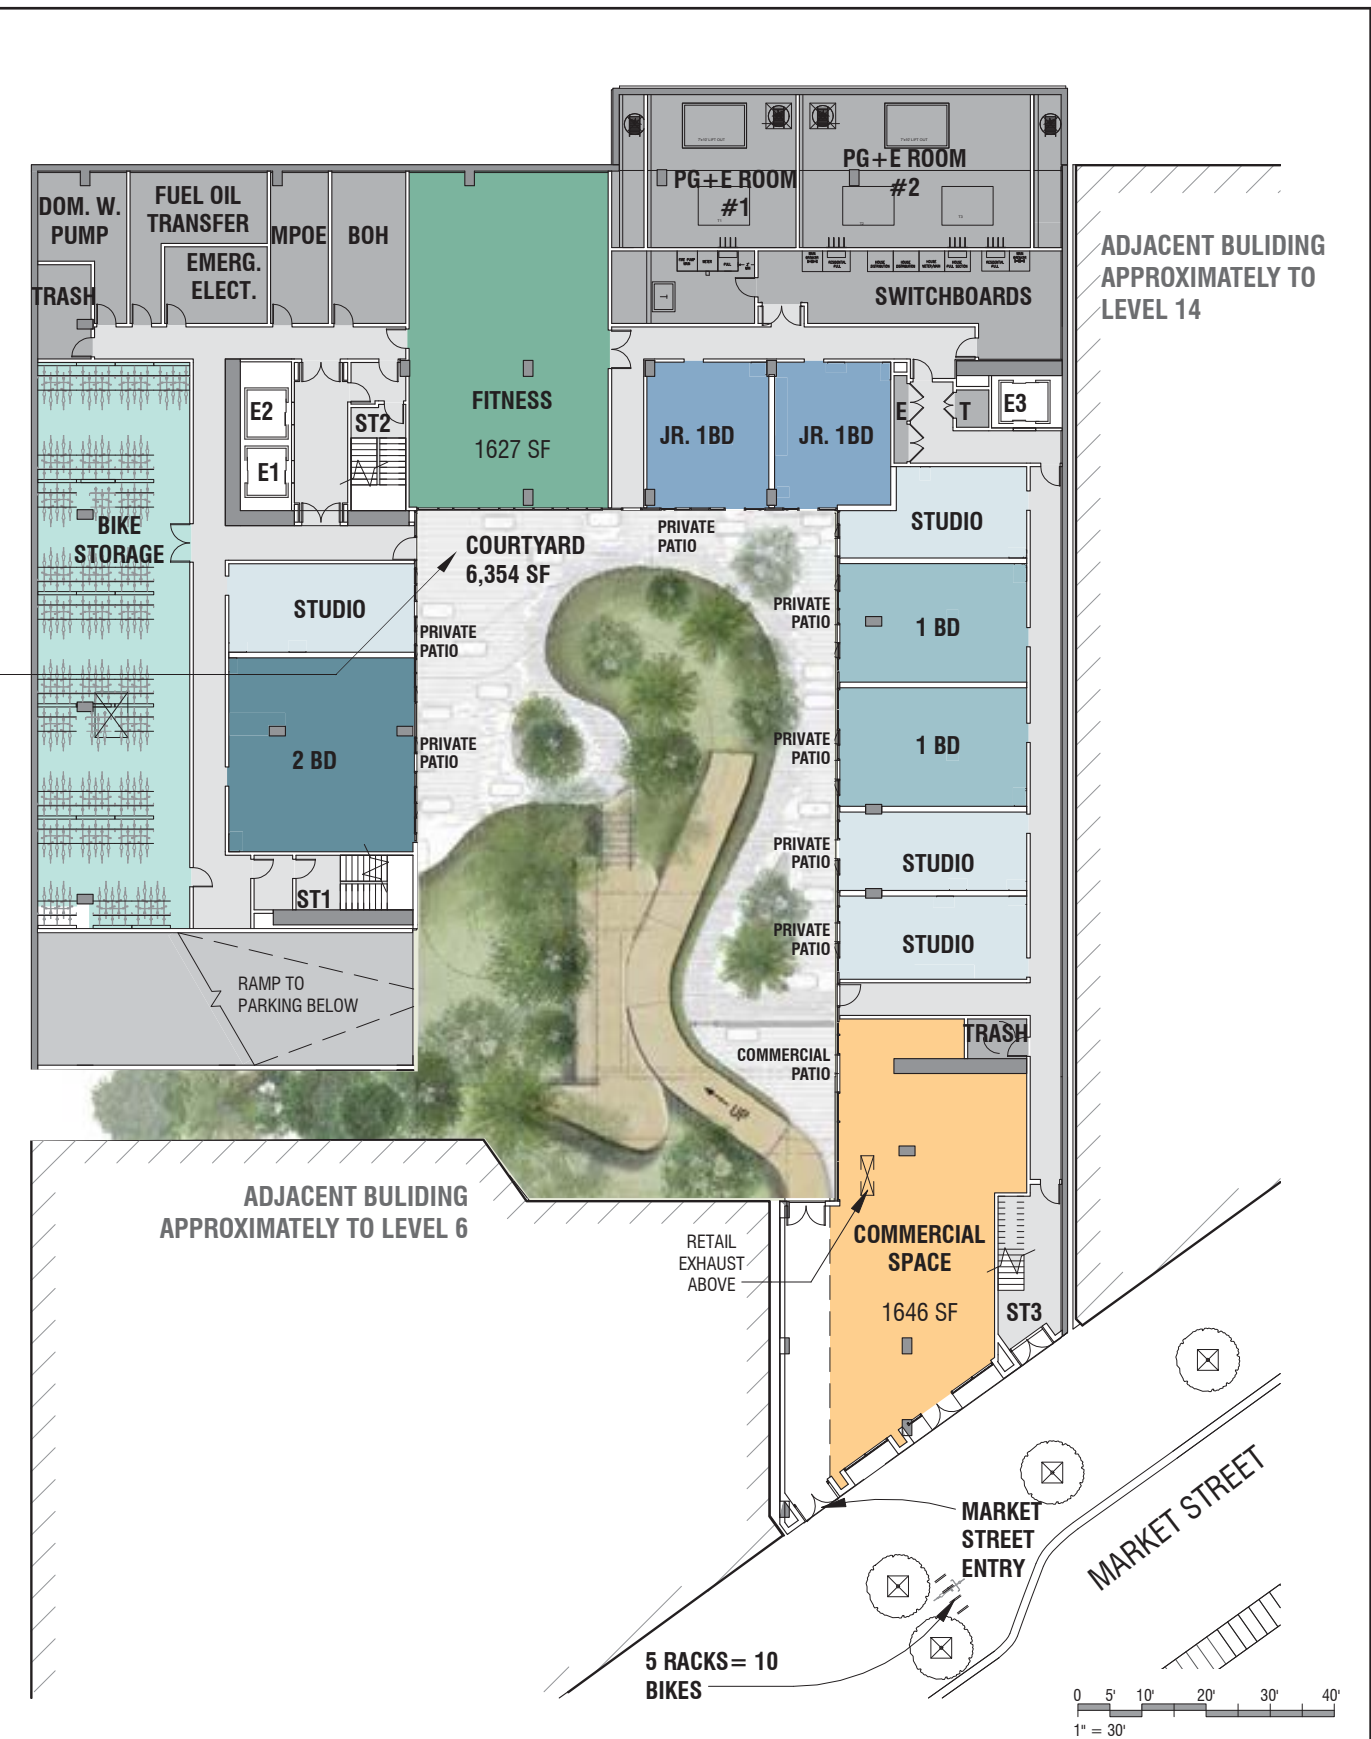 PG+E ROOM
#1
PG+E ROOM
#2
DOM. W.
PUMP
FUEL OIL
TRANSFER
MPOE
BOH
EMERG.
ELECT.
TRASH
SWITCHBOARDS
ADJACENT BULIDING
APPROXIMATELY TO
LEVEL 14
E2
E1
ST2
FITNESS
1627 SF
JR. 1BD
JR. 1BD
E
T
E3
BIKE
STORAGE
COURTYARD
6,354 SF
PRIVATE
PATIO
STUDIO
STUDIO
PRIVATE
PATIO
PRIVATE
PATIO
1 BD
2 BD
PRIVATE
PATIO
PRIVATE
PATIO
1 BD
PRIVATE
PATIO
STUDIO
ST1
PRIVATE
PATIO
STUDIO
RAMP TO
PARKING BELOW
COMMERCIAL
PATIO
TRASH
UP
ADJACENT BULIDING
APPROXIMATELY TO LEVEL 6
RETAIL
EXHAUST
ABOVE
COMMERCIAL
SPACE
1646 SF
ST3
MARKET
STREET
ENTRY
MARKET STREET
5 RACKS= 10
BIKES
0 5' 10' 20' 30' 40'
1" = 30'